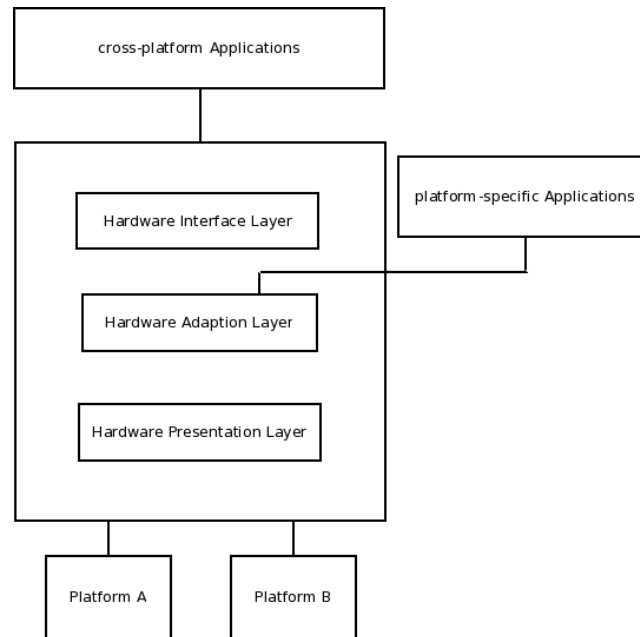 cross-platform Applications
platform-specific Applications
Hardware Interface Layer
Hardware Adaption Layer
Hardware Presentation Layer
Platform A
Platform B